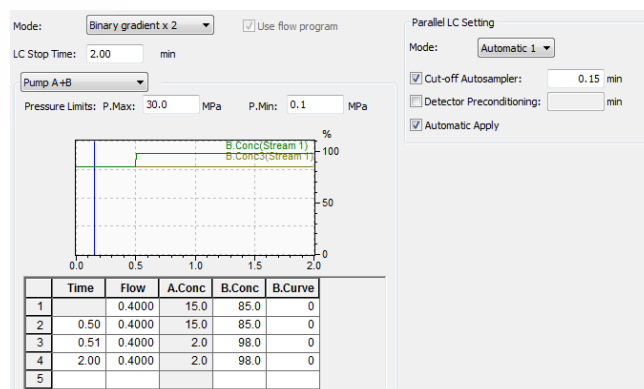 Mode: Binary gradient x 2 Use flow program
LC Stop Time: 2.00 min
Pump A+B
Pressure Limits: P.Max: 30.0 MPa P.Min: 0.1 MPa
%
B.Conc(Stream 1)
B.Conc3(Stream 1)
100
50
0
0.0 0.5 1.0 1.5 2.0
Time Flow A.Conc B.Conc B.Curve
1 0.4000 15.0 85.0 0
2 0.50 0.4000 15.0 85.0 0
3 0.51 0.4000 2.0 98.0 0
4 2.00 0.4000 2.0 98.0 0
5
Parallel LC Setting
Mode: Automatic 1
Cut-off Autosampler: 0.15 min
Detector Preconditioning: min
Automatic Apply